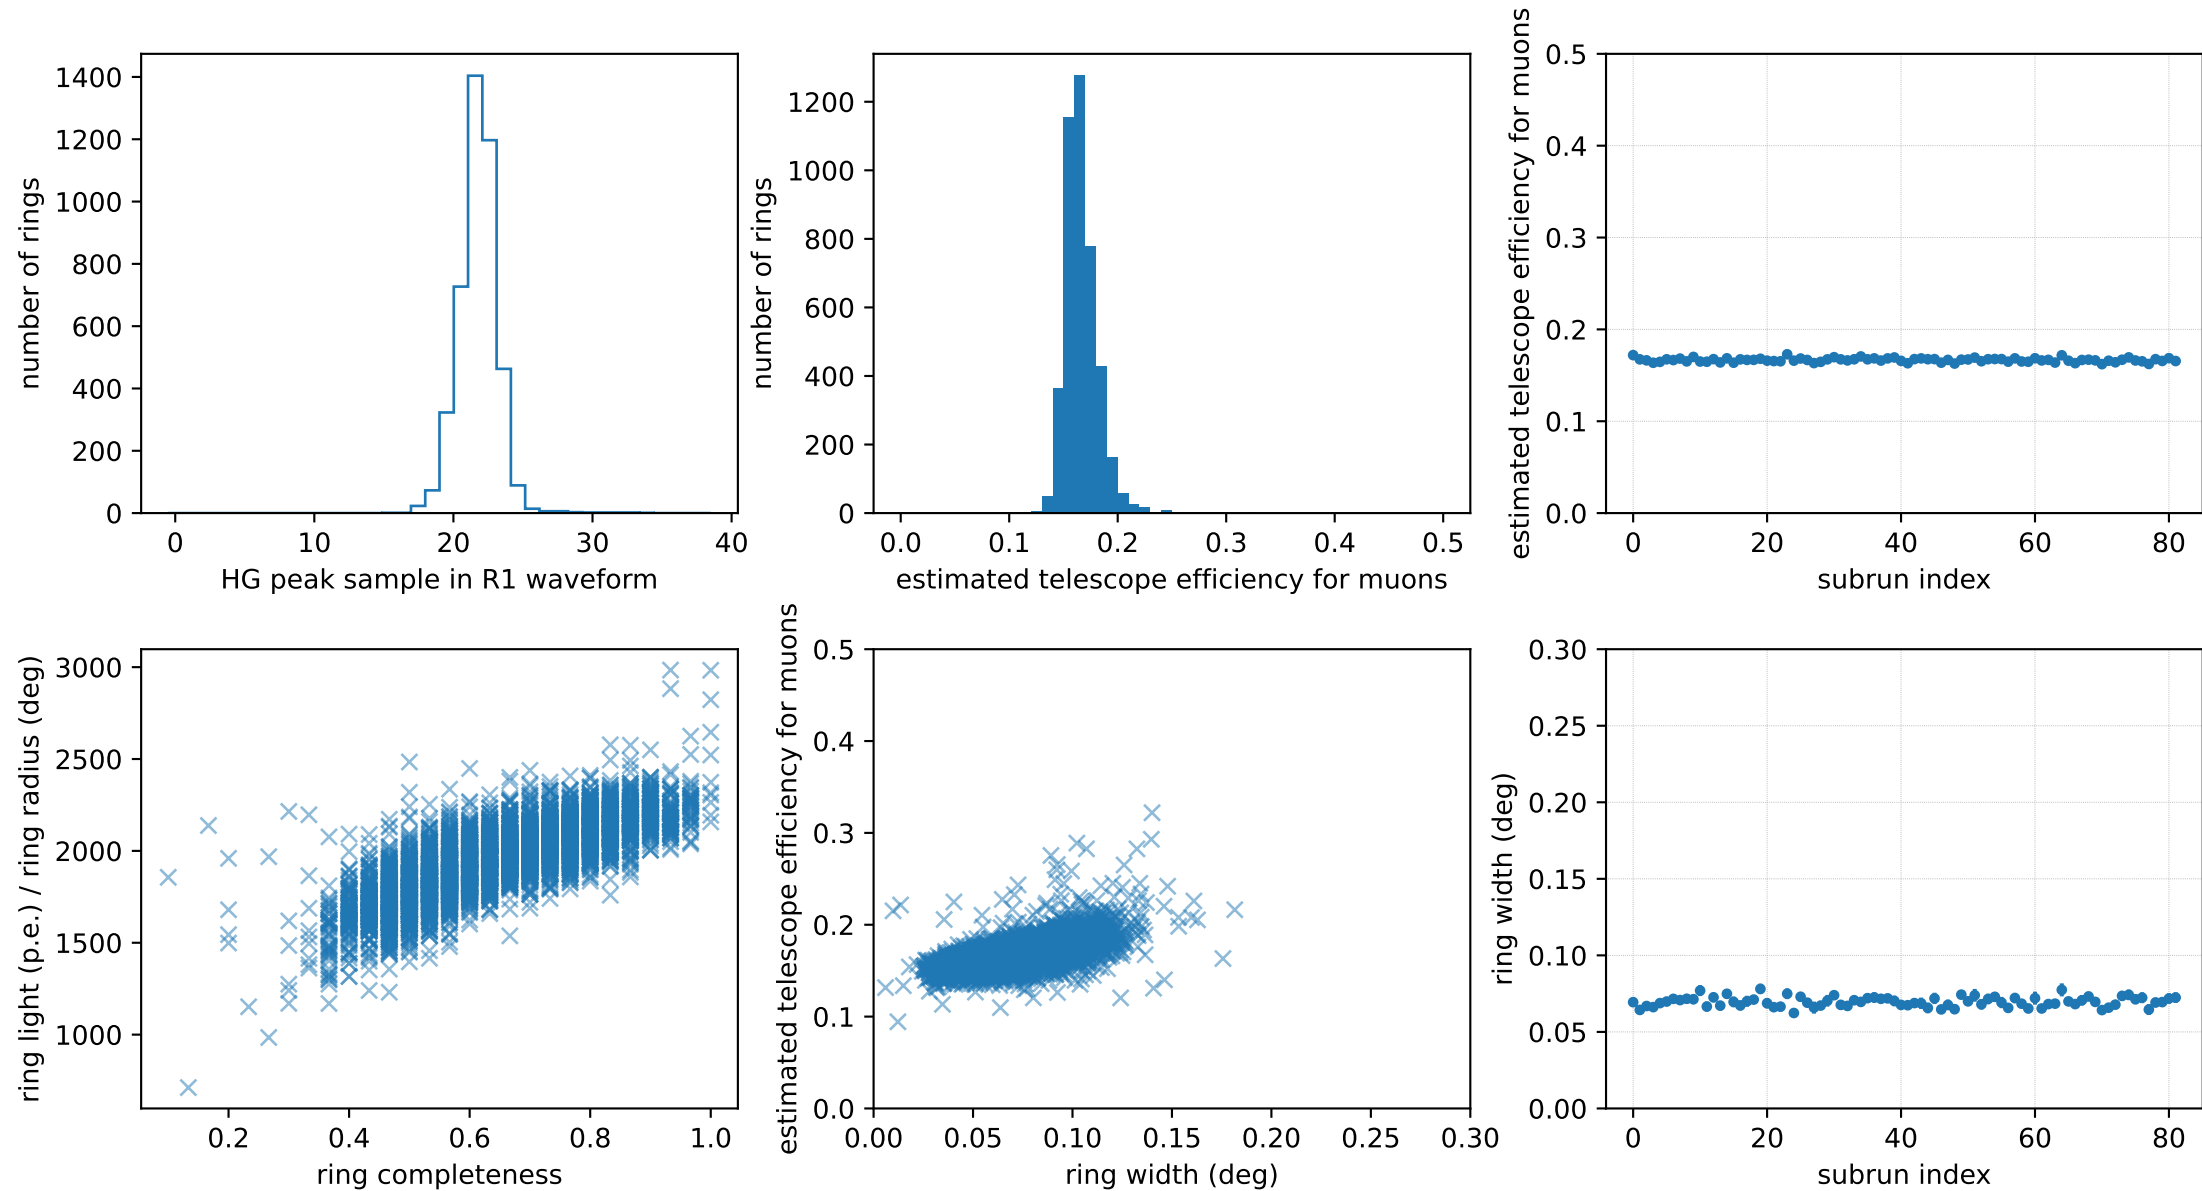 number of rings
1400
1200
1000
800
600
400
200
0
0 10 20 30 40
HG peak sample in R1 waveform
number of rings
1200
1000
800
600
400
200
0
0.0 0.1 0.2 0.3 0.4 0.5
estimated telescope efficiency for muons
estimated telescope efficiency for muons
0.5
0.4
0.3
0.2
0.1
0.0
0 20 40 60 80
subrun index
ring light (p.e.) / ring radius (deg)
3000
2500
2000
1500
1000
0.2 0.4 0.6 0.8 1.0
ring completeness
estimated telescope efficiency for muons
0.5
0.4
0.3
0.2
0.1
0.0
0.00 0.05 0.10 0.15 0.20 0.25 0.30
ring width (deg)
ring width (deg)
0.30
0.25
0.20
0.15
0.10
0.05
0.00
0 20 40 60 80
subrun index